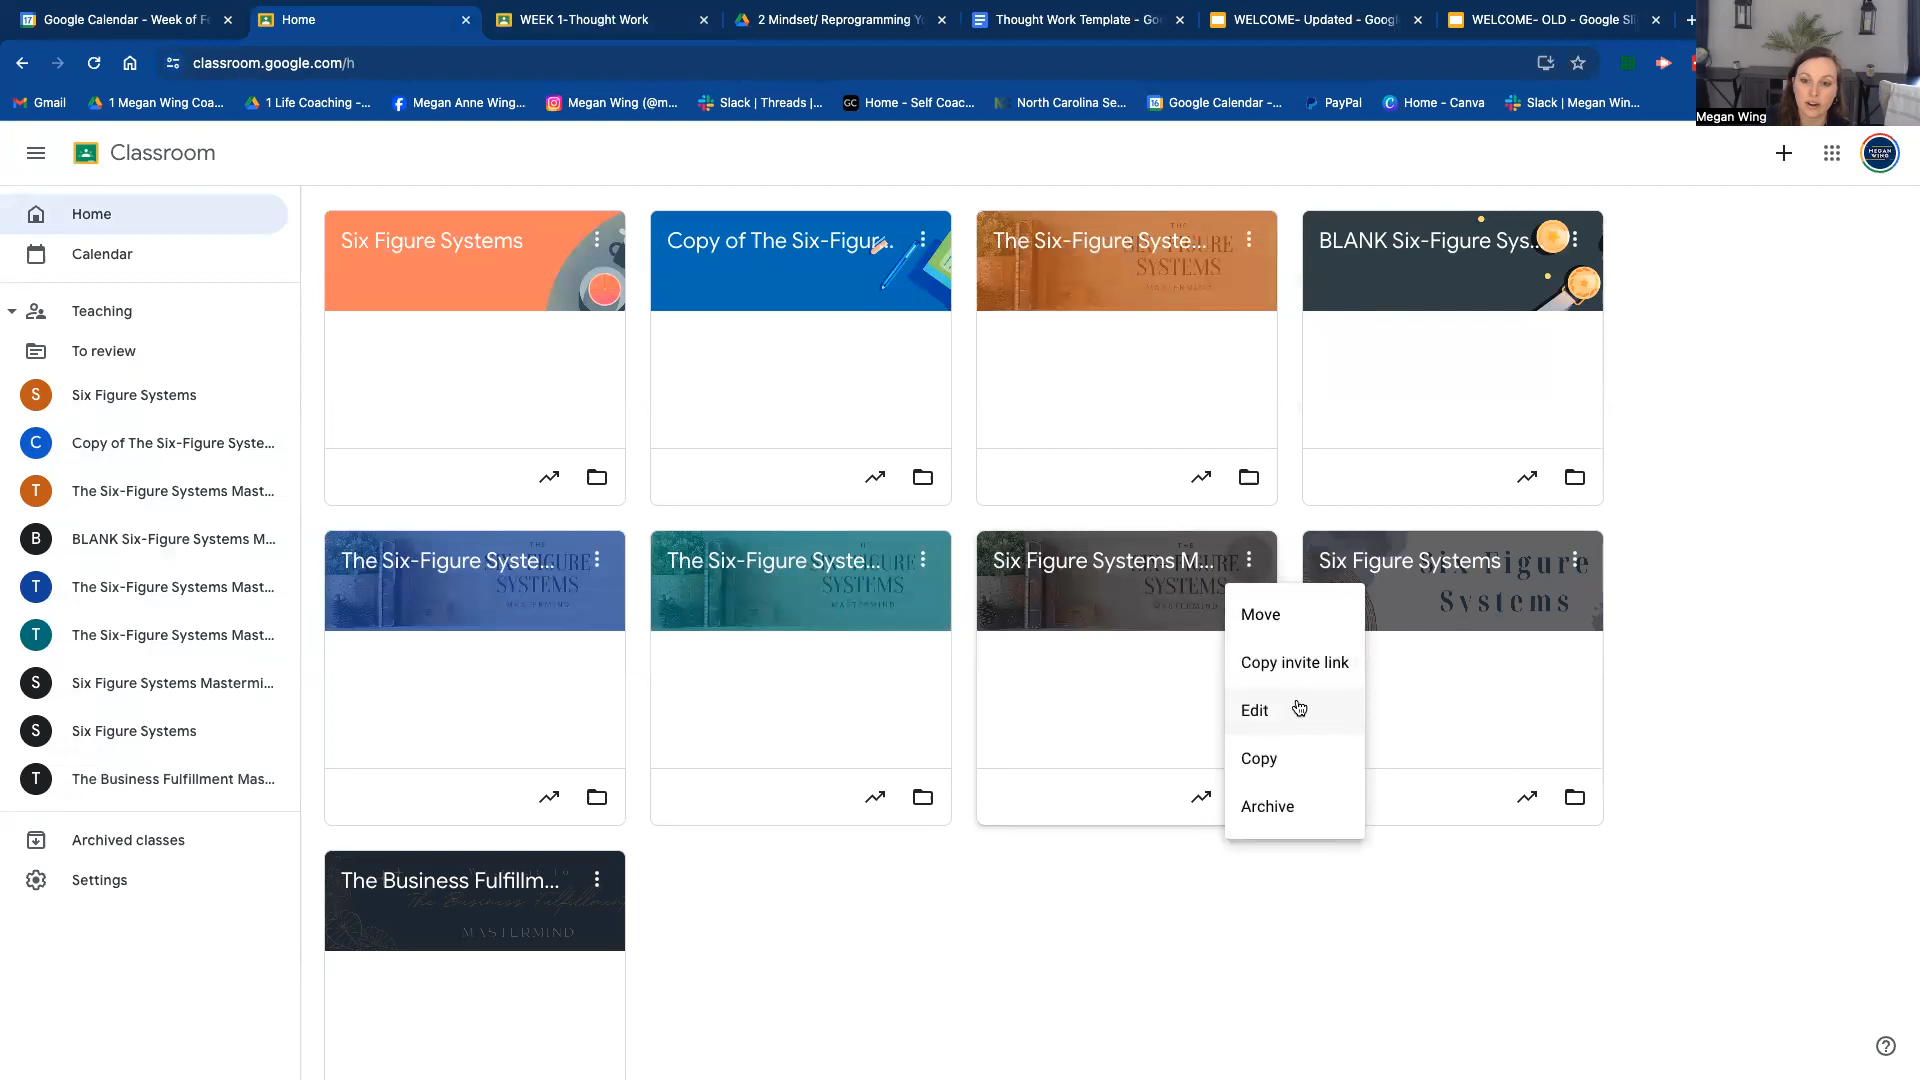 Google Calendar - Week of F
Home
WEEK 1-Thought Work
2 Mindset/ Reprogramming Y
Thought Work Template - Go
WELCOME- Updated - Google
WELCOME- OLD - Google Sli
classroom.google.com/h
Megan Wing
Gmail
1 Megan Wing Coa...
1 Life Coaching -...
Megan Anne Wing...
Megan Wing (@m...
Slack | Threads |...
Home - Self Coac...
North Carolina Se...
Google Calendar -...
PayPal
Home - Canva
Slack | Megan Win...
Classroom
Home
Calendar
Teaching
To review
Six Figure Systems
Copy of The Six-Figure Syste...
The Six-Figure Systems Mast...
BLANK Six-Figure Systems M...
The Six-Figure Systems Mast...
The Six-Figure Systems Mast...
Six Figure Systems Mastermi...
Six Figure Systems
The Business Fulfillment Mas...
Archived classes
Settings
Six Figure Systems
Copy of The Six-Figur...
The Six-Figure Syste...
BLANK Six-Figure Sys...
The Six-Figure Syste...
The Six-Figure Syste...
Six Figure Systems M...
Six Figure Systems
Six Figure
Systems
Move
Copy invite link
Edit
Copy
Archive
The Business Fulfillm...
The Business Fulfillment
MASTERMIND